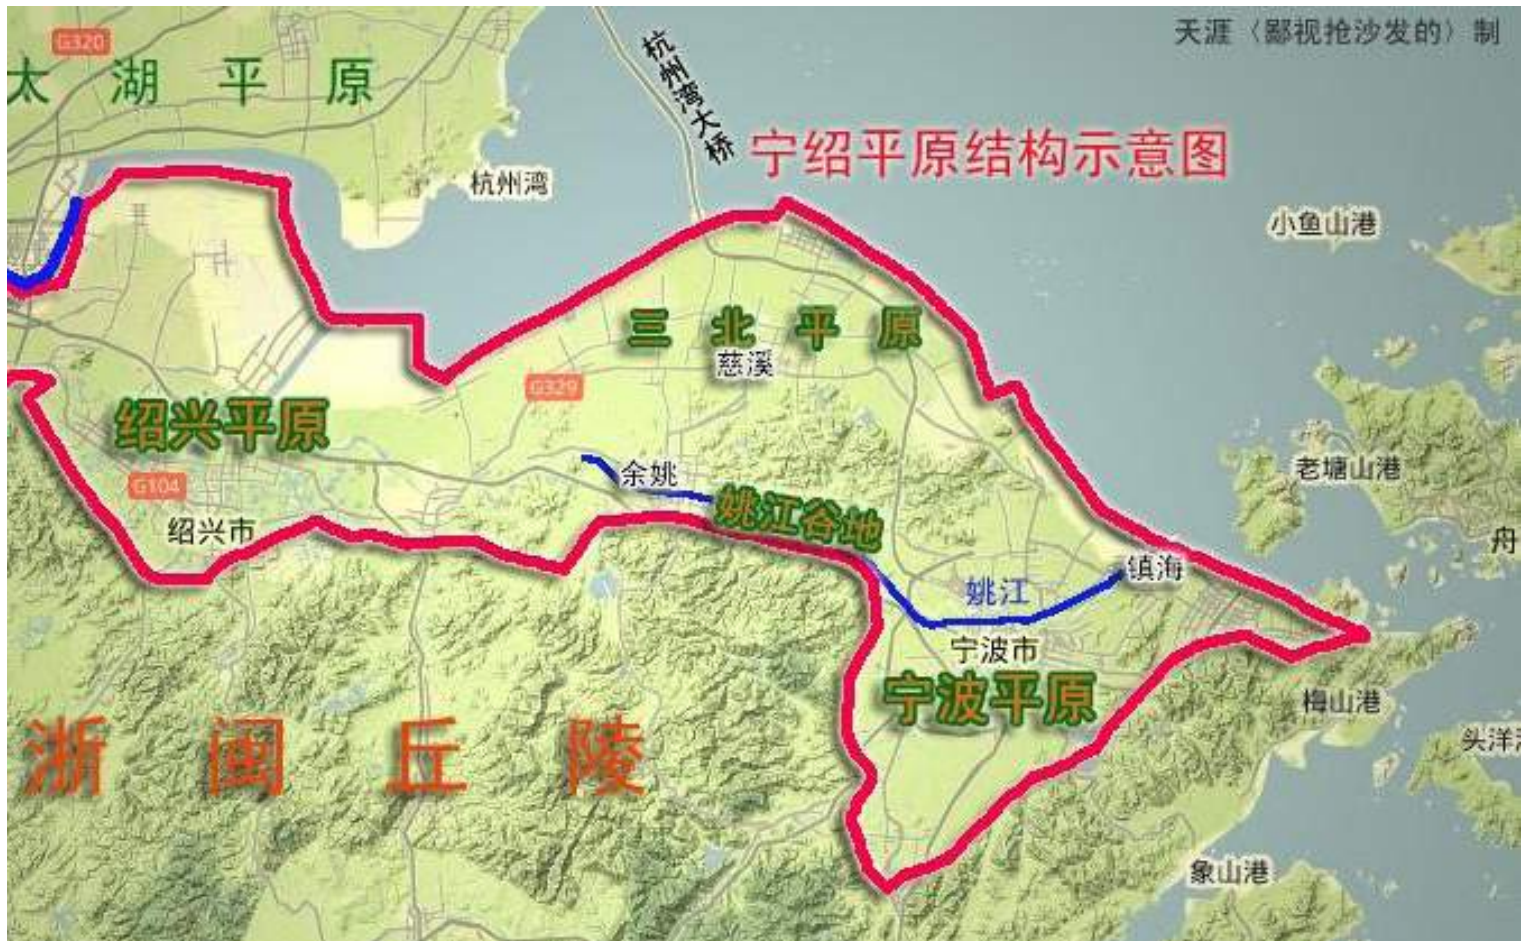 天涯〈鄙视抢沙发的〉制
G320
太湖平原
杭州湾大桥
宁绍平原结构示意图
杭州湾
小鱼山港
三北平原
慈溪
G329
绍兴平原
G104
余姚
姚江谷地
老塘山港
绍兴市
舟
镇海
姚江
宁波市
宁波平原
梅山港
浙闽丘陵
头洋
象山港